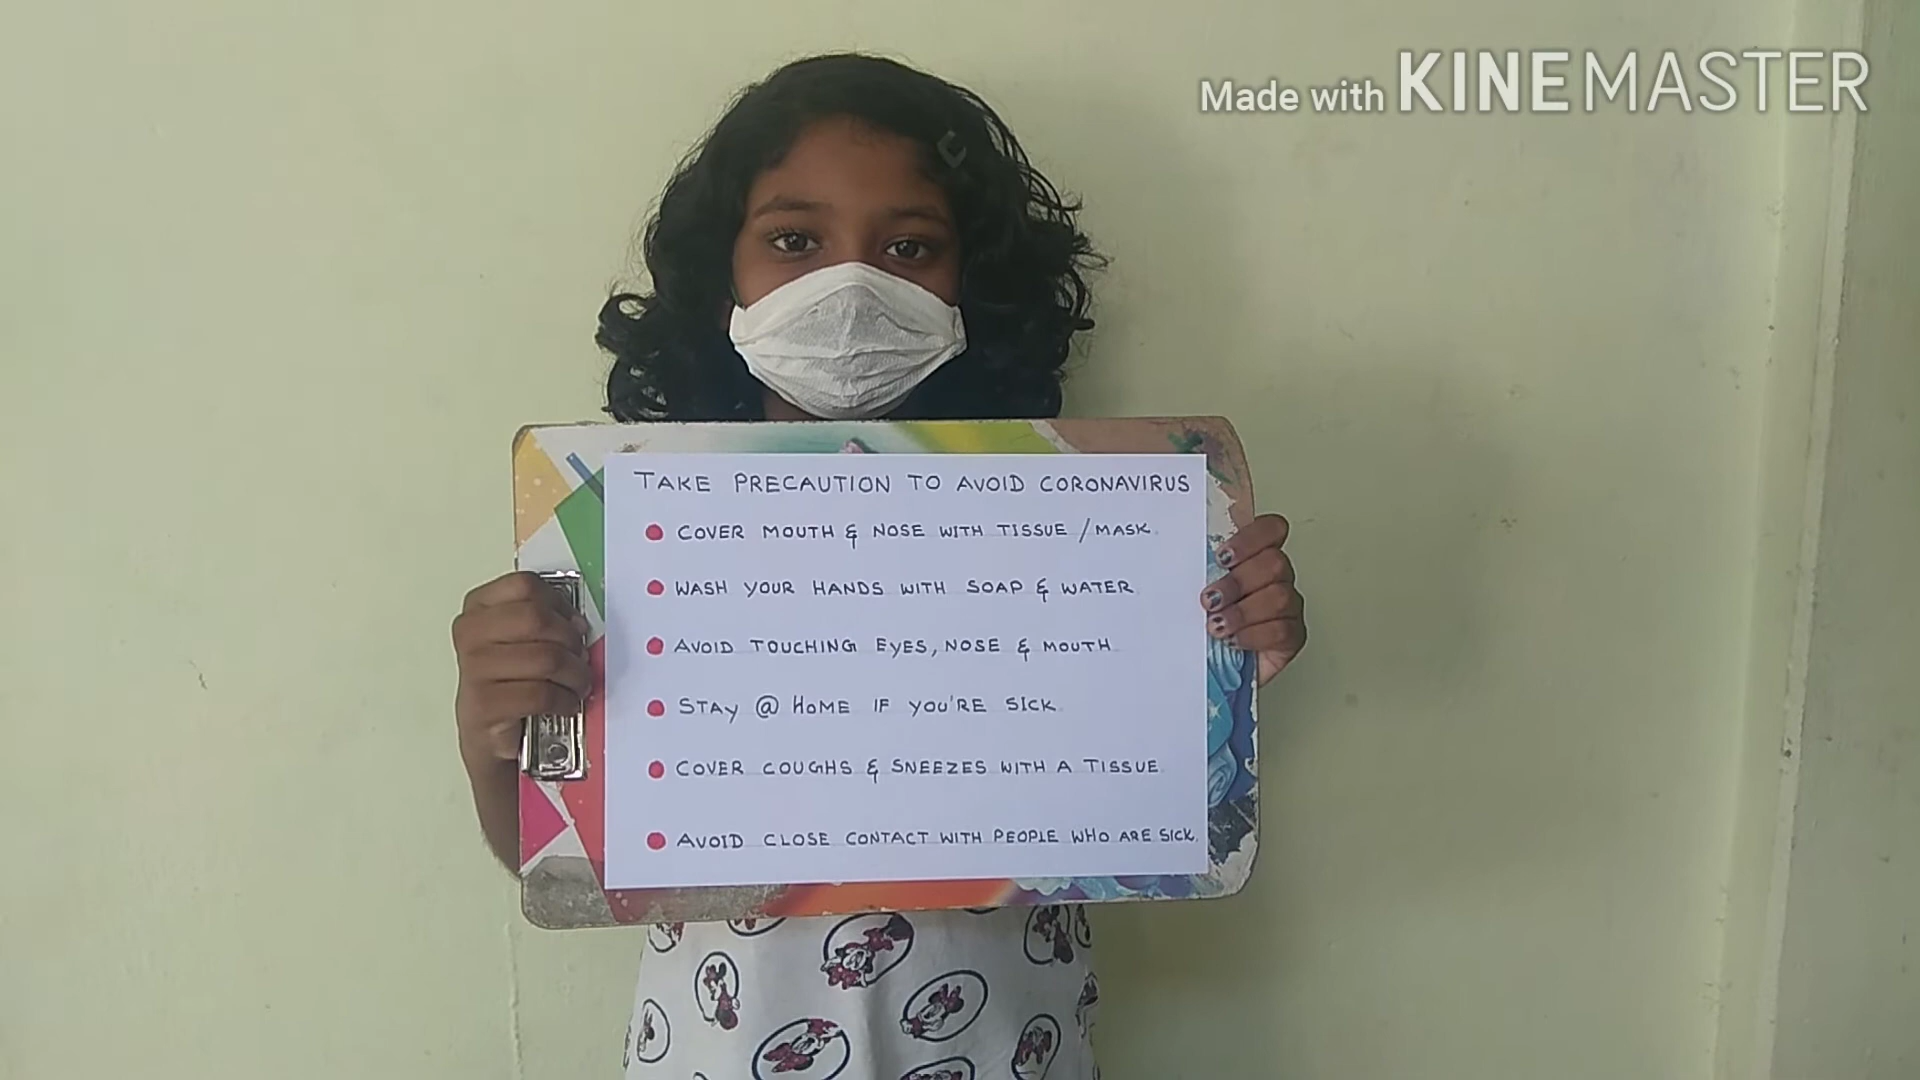 Made with KINEMASTER
TAKE PRECAUTION TO AVOID CORONAVIRUS
COVER MOUTH & NOSE WITH TISSUE / MASK.
WASH YOUR HANDS WITH SOAP & WATER
AVOID TOUCHING EYES, NOSE & MOUTH
STAY @ HOME IF YOU'RE SICK.
COVER COUGHS & SNEEZES WITH A TISSUE.
AVOID CLOSE CONTACT WITH PEOPLE WHO ARE SICK.